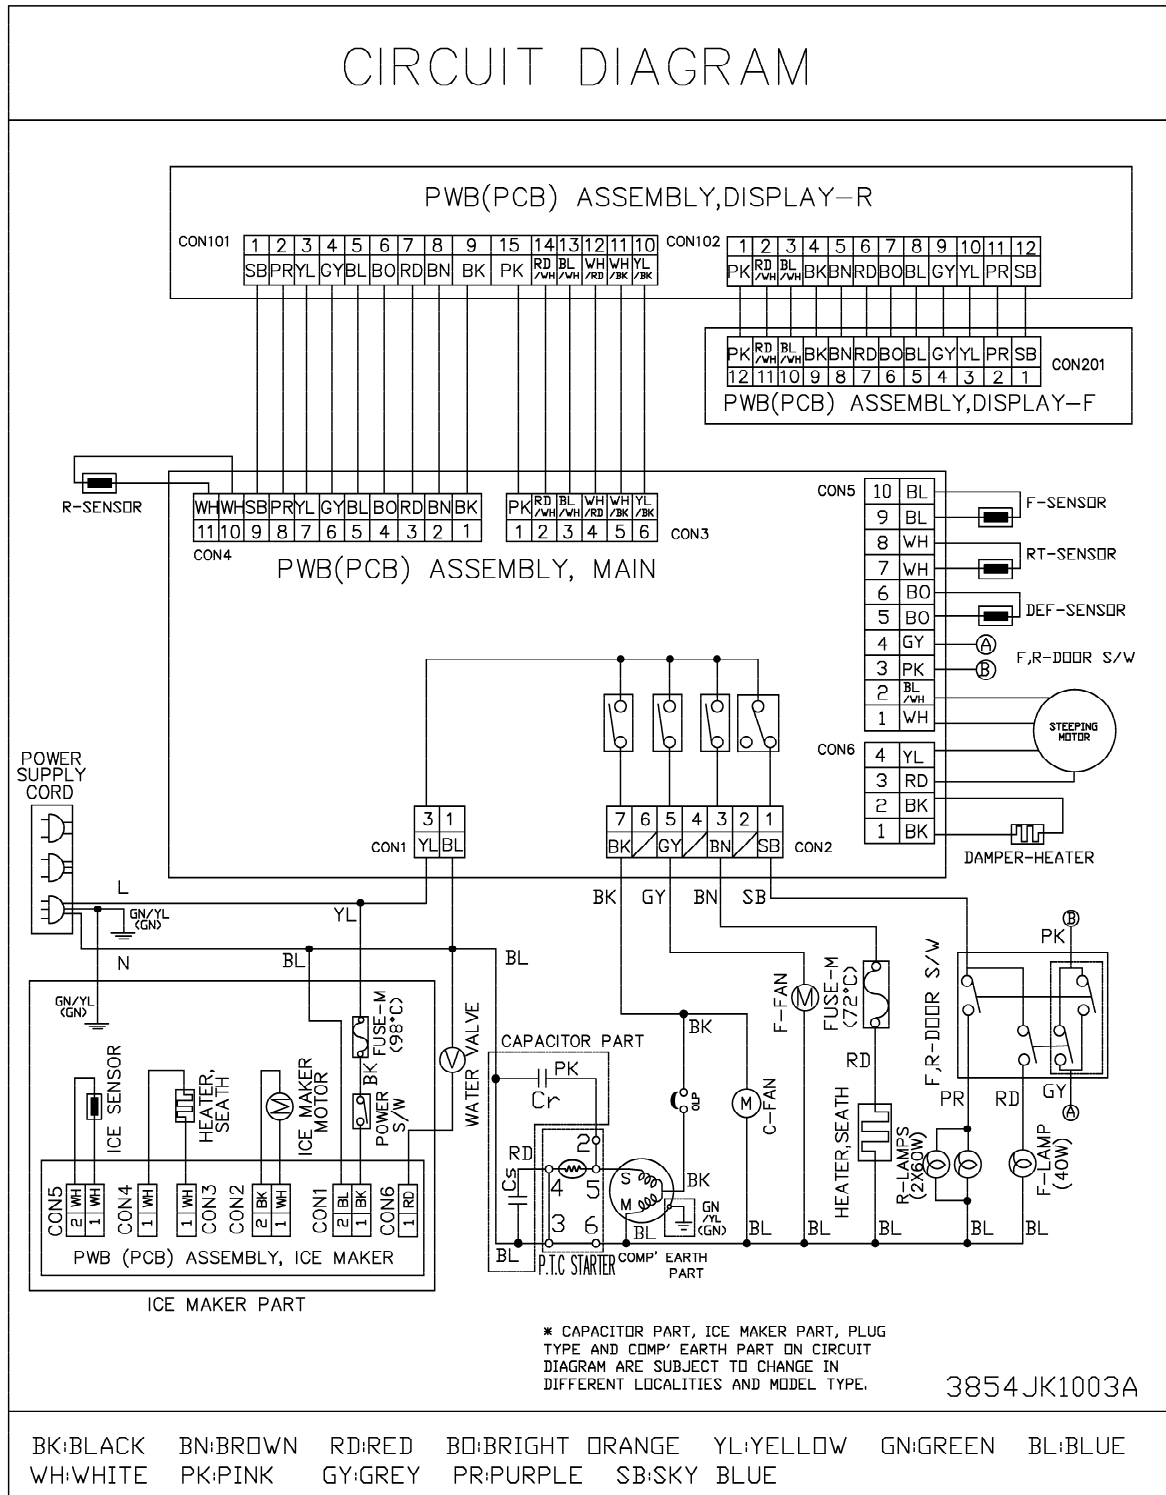 CIRCUIT DIAGRAM
PWB(PCB) ASSEMBLY,DISPLAY-R
CON101
1 2 3 4 5 6 7 8 9 15 14 13 12 11 10
SB PR YL GY BL BO RD BN BK PK RD/WH BL/WH WH/RD WH/BK YL/BK
CON102
1 2 3 4 5 6 7 8 9 10 11 12
PK RD/WH BL/WH BK BN RD BO BL GY YL PR SB
PK RD/WH BL/WH BK BN RD BO BL GY YL PR SB
12 11 10 9 8 7 6 5 4 3 2 1
CON201
PWB(PCB) ASSEMBLY,DISPLAY-F
R-SENSOR
WH WH SB PR YL GY BL BO RD BN BK
11 10 9 8 7 6 5 4 3 2 1
CON4
PK RD/WH BL/WH WH/RD WH/BK YL/BK
1 2 3 4 5 6
CON3
PWB(PCB) ASSEMBLY, MAIN
CON5
10 BL
9 BL
8 WH
7 WH
6 BO
5 BO
4 GY
3 PK
2 BL/WH
1 WH
F-SENSOR
RT-SENSOR
DEF-SENSOR
A
B
F,R-DOOR S/W
STEEPING
MOTOR
CON6
4 YL
3 RD
2 BK
1 BK
DAMPER-HEATER
POWER
SUPPLY
CORD
3 1
YL BL
CON1
7 6 5 4 3 2 1
BK GY BN SB
CON2
L
GN/YL
(GN)
N
YL
BL
BL
BK GY BN SB
GN/YL
(GN)
FUSE-M
(98°C)
BK
POWER
S/W
WATER VALVE
V
ICE SENSOR
HEATER,
SEATH
M
ICE MAKER
MOTOR
CON5
2 WH
1 WH
CON4
1 WH
1 WH
CON3
CON2
2 BK
1 WH
CON1
2 BL
1 BK
CON6
1 RD
PWB (PCB) ASSEMBLY, ICE MAKER
ICE MAKER PART
CAPACITOR PART
PK
Cr
RD
Cs
2
4 5
3 6
BL
P.T.C STARTER
S
M
BL
BK
OLP
BK
GN
/YL
(GN)
COMP' EARTH
PART
M
C-FAN
BL
F-FAN
M
BL
FUSE-M
(72°C)
RD
HEATER,SEATH
BL
F,R-DOOR S/W
B
PK
GY
A
PR
RD
R-LAMPS
(2X60W)
BL
F-LAMP
(40W)
BL
* CAPACITOR PART, ICE MAKER PART, PLUG
TYPE AND COMP' EARTH PART ON CIRCUIT
DIAGRAM ARE SUBJECT TO CHANGE IN
DIFFERENT LOCALITIES AND MODEL TYPE.
3854JK1003A
BK:BLACK BN:BROWN RD:RED BO:BRIGHT ORANGE YL:YELLOW GN:GREEN BL:BLUE
WH:WHITE PK:PINK GY:GREY PR:PURPLE SB:SKY BLUE